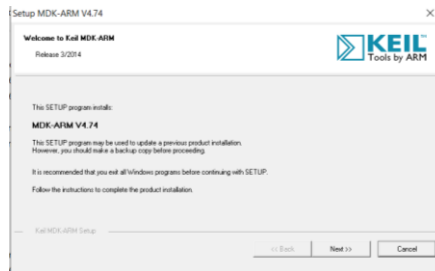 Setup MDK-ARM V4.74
Welcome to Keil MDK-ARM
Release 3/2014
KEIL™
Tools by ARM
This SETUP program installs:
MDK-ARM V4.74
This SETUP program may be used to update a previous product installation.
However, you should make a backup copy before proceeding.
It is recommended that you exit all Windows programs before continuing with SETUP.
Follow the instructions to complete the product installation.
Keil MDK-ARM Setup
<< Back Next >> Cancel